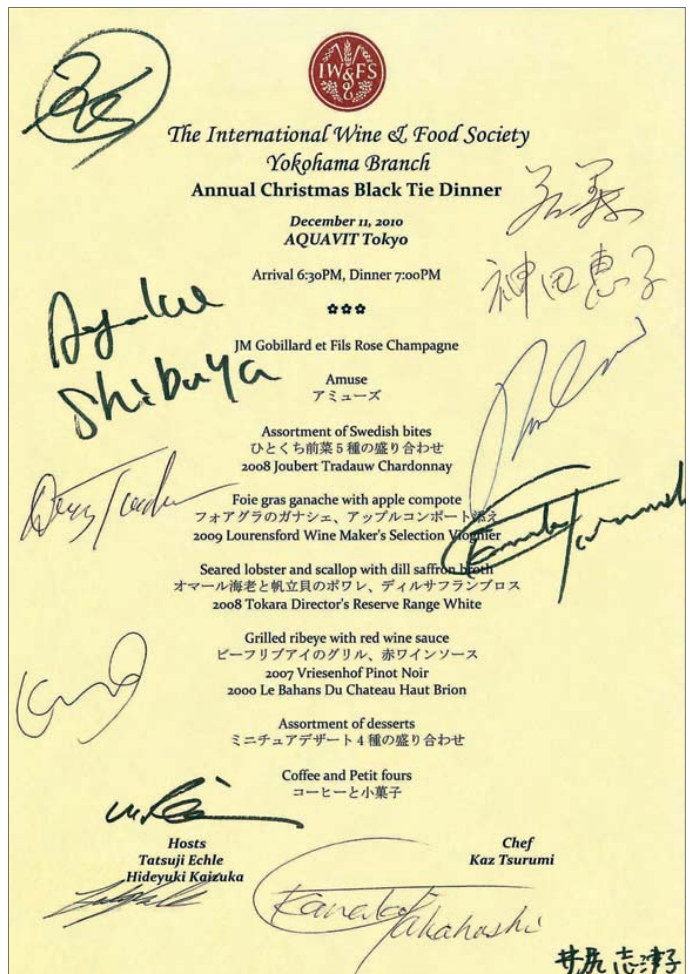 IW&FS
The International Wine & Food Society
Yokohama Branch
Annual Christmas Black Tie Dinner
December 11, 2010
AQUAVIT Tokyo
Arrival 6:30PM, Dinner 7:00PM
神田恵子
JM Gobillard et Fils Rose Champagne
Shibuya
Amuse
アミューズ
Assortment of Swedish bites
ひとくち前菜5種の盛り合わせ
2008 Joubert Tradauw Chardonnay
Foie gras ganache with apple compote
フォアグラのガナシェ、アップルコンポート添え
2009 Lourensford Wine Maker's Selection Viognier
Seared lobster and scallop with dill saffron broth
オマール海老と帆立貝のポワレ、ディルサフランブロス
2008 Tokara Director's Reserve Range White
Grilled ribeye with red wine sauce
ビーフリブアイのグリル、赤ワインソース
2007 Vriesenhof Pinot Noir
2000 Le Bahans Du Chateau Haut Brion
Assortment of desserts
ミニチュアデザート4種の盛り合わせ
Coffee and Petit fours
コーヒーと小菓子
Hosts
Tatsuji Echle
Hideyuki Kaizuka
Chef
Kaz Tsurumi
Kanako Takahashi